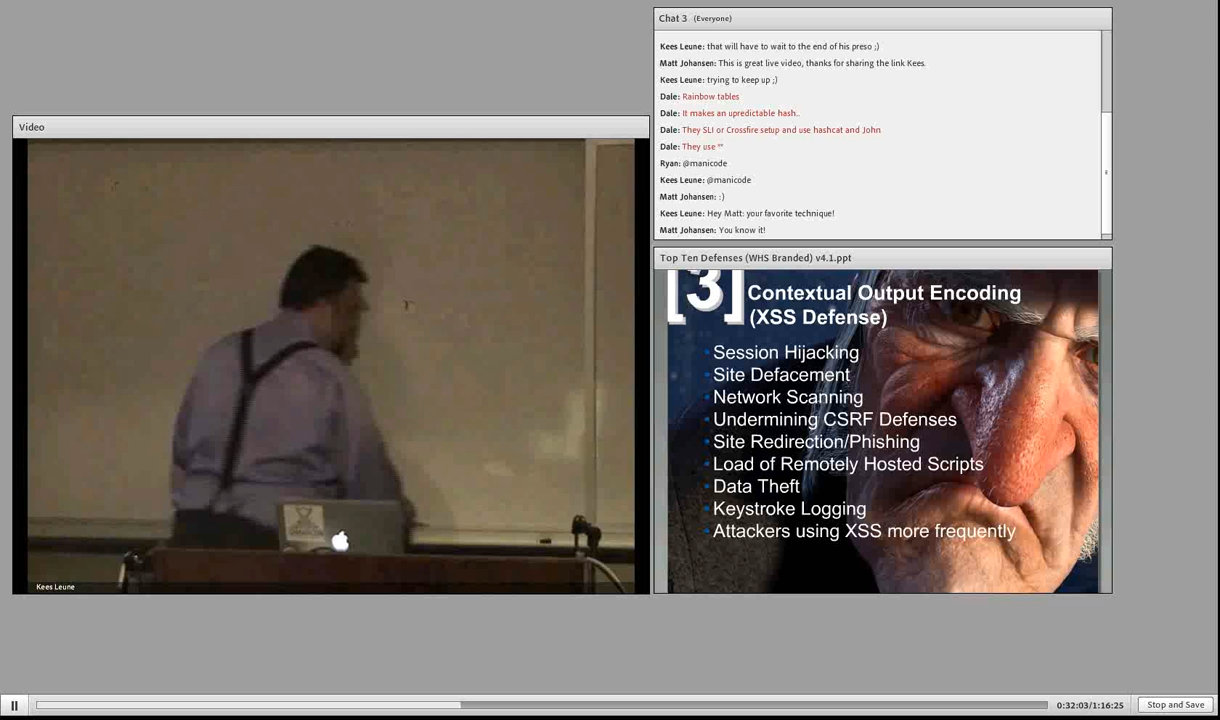 Chat 3 (Everyone)
Kees Leune: that will have to wait to the end of his preso ;)
Matt Johansen: This is great live video, thanks for sharing the link Kees.
Kees Leune: trying to keep up ;)
Dale: Rainbow tables
Dale: It makes an upredictable hash..
Dale: They SLI or Crossfire setup and use hashcat and John
Dale: They use **
Ryan: @manicode
Kees Leune: @manicode
Matt Johansen: :)
Kees Leune: Hey Matt: your favorite technique!
Matt Johansen: You know it!
Video
Kees Leune
Top Ten Defenses (WHS Branded) v4.1.ppt
[3] Contextual Output Encoding
(XSS Defense)
Session Hijacking
Site Defacement
Network Scanning
Undermining CSRF Defenses
Site Redirection/Phishing
Load of Remotely Hosted Scripts
Data Theft
Keystroke Logging
Attackers using XSS more frequently
0:32:03/1:16:25
Stop and Save